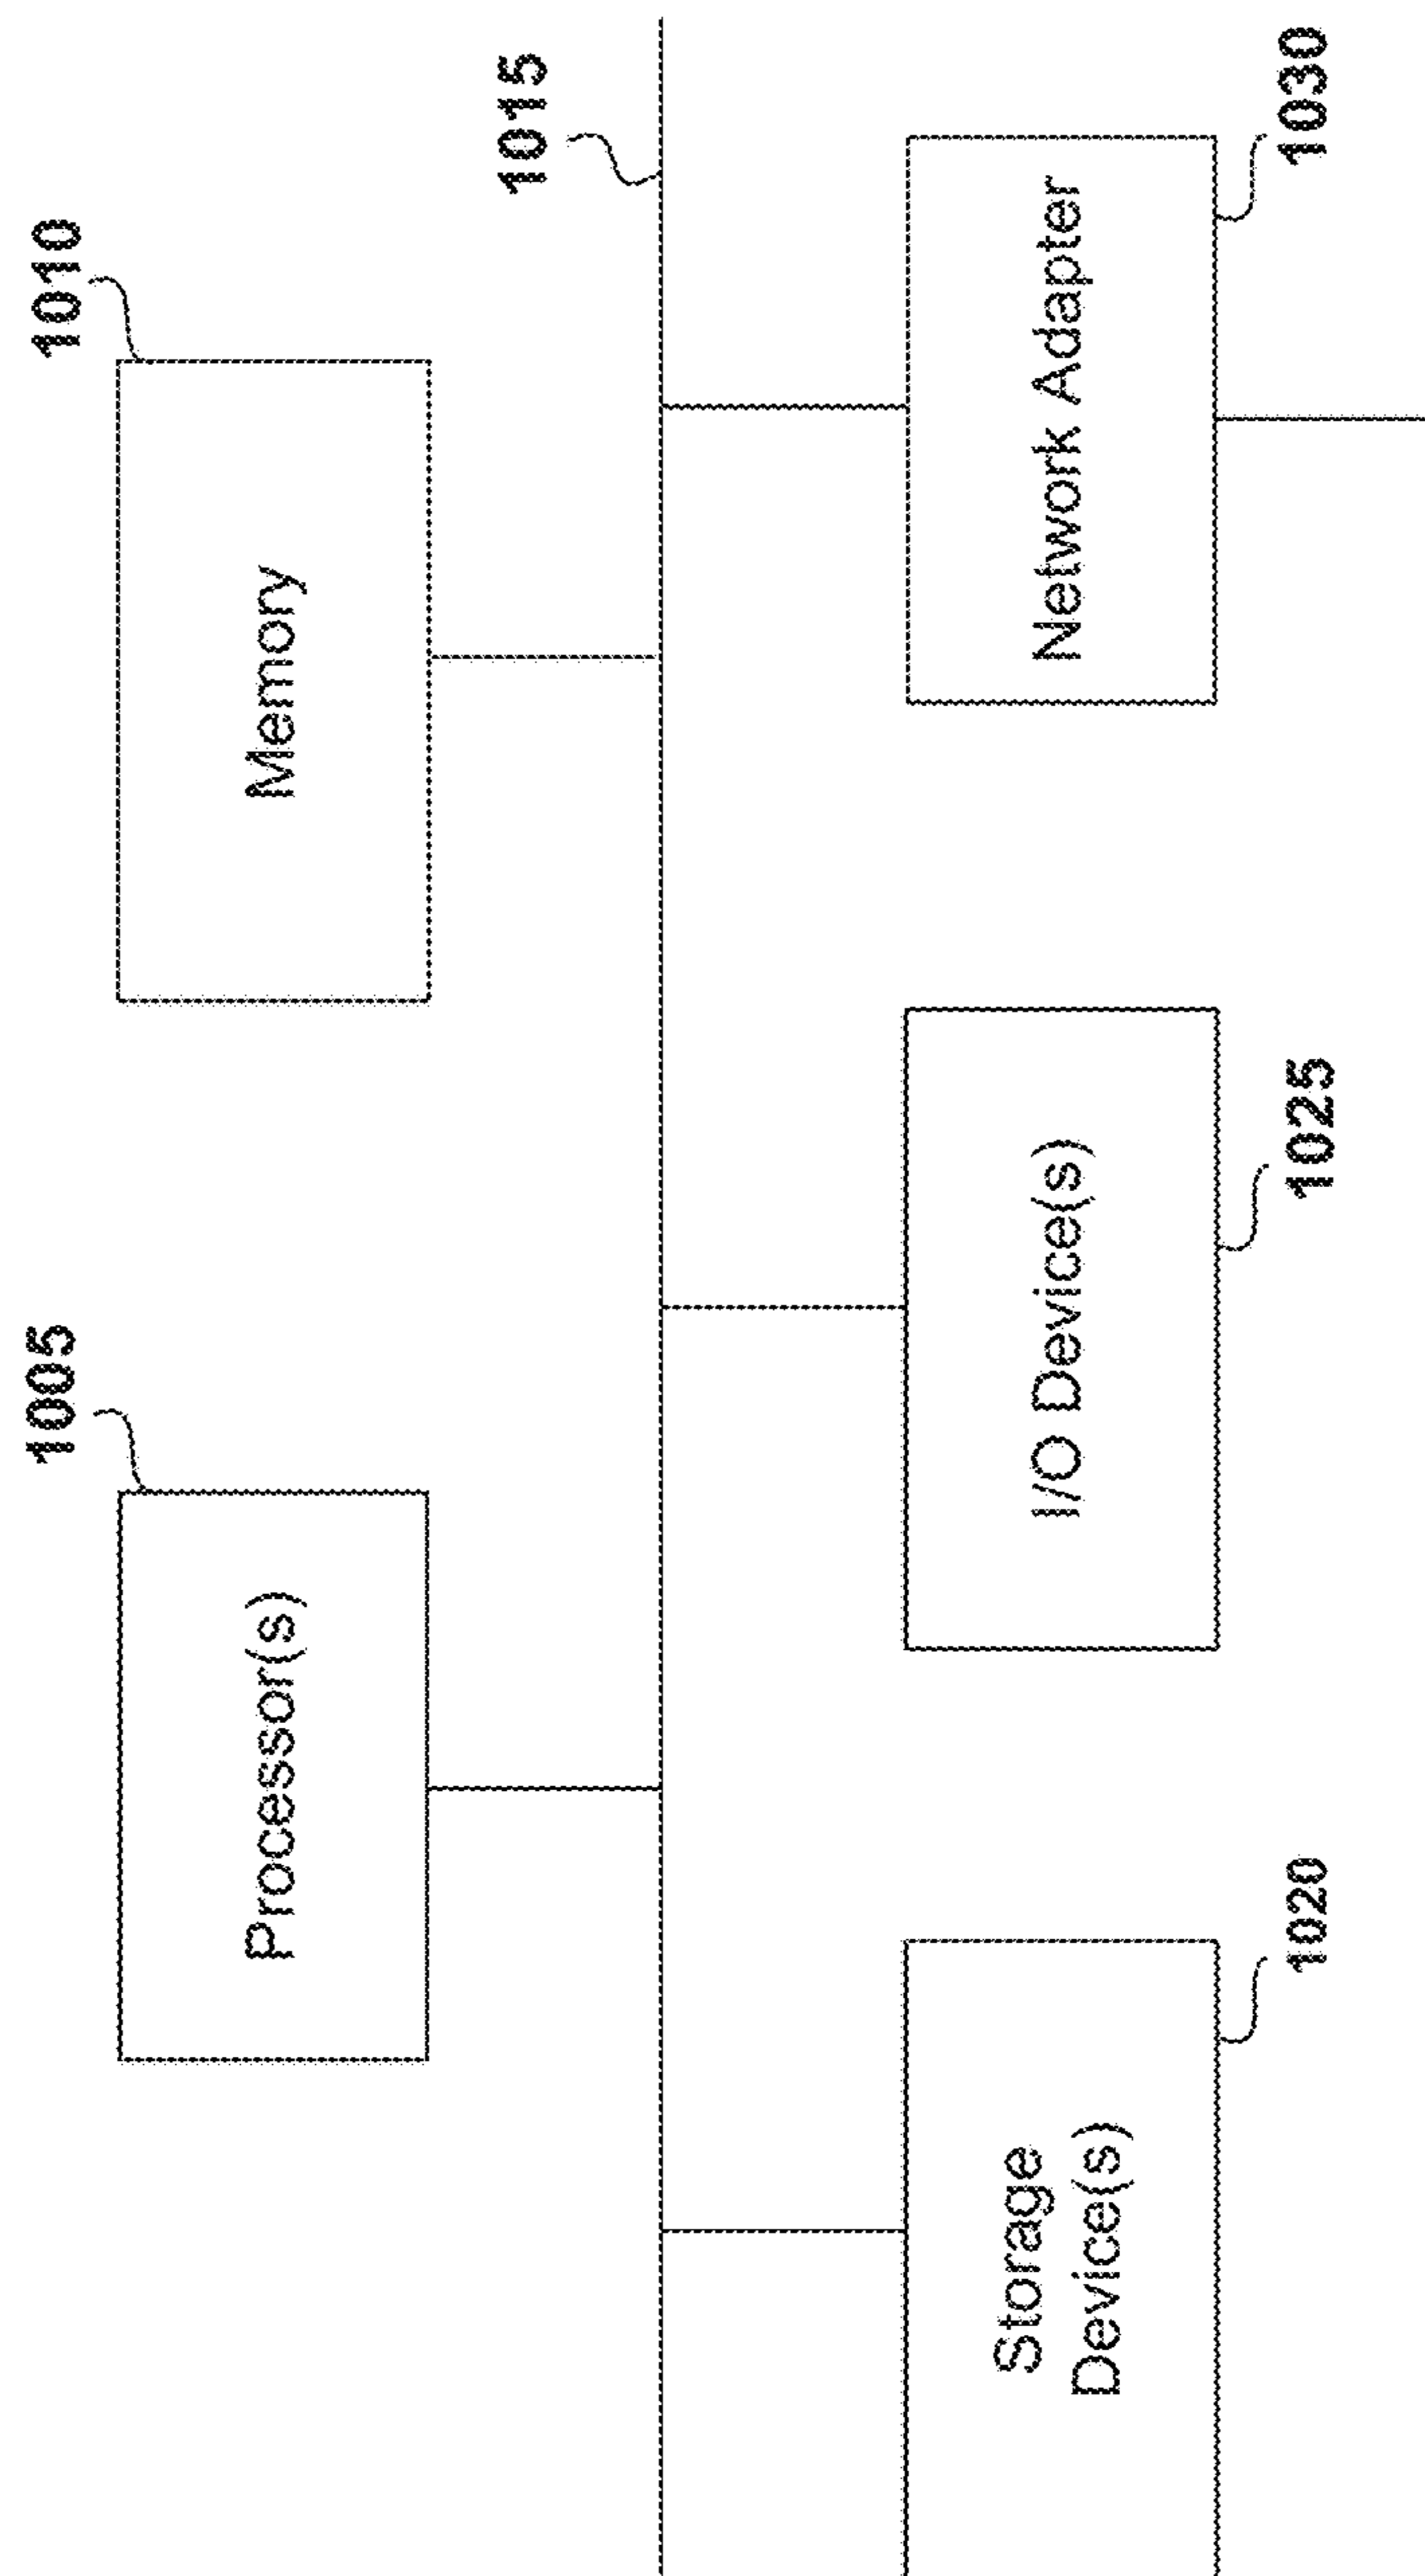 1005
1010
Processor(s)
Memory
1015
Storage
Device(s)
I/O Device(s)
Network Adapter
1020
1025
1030